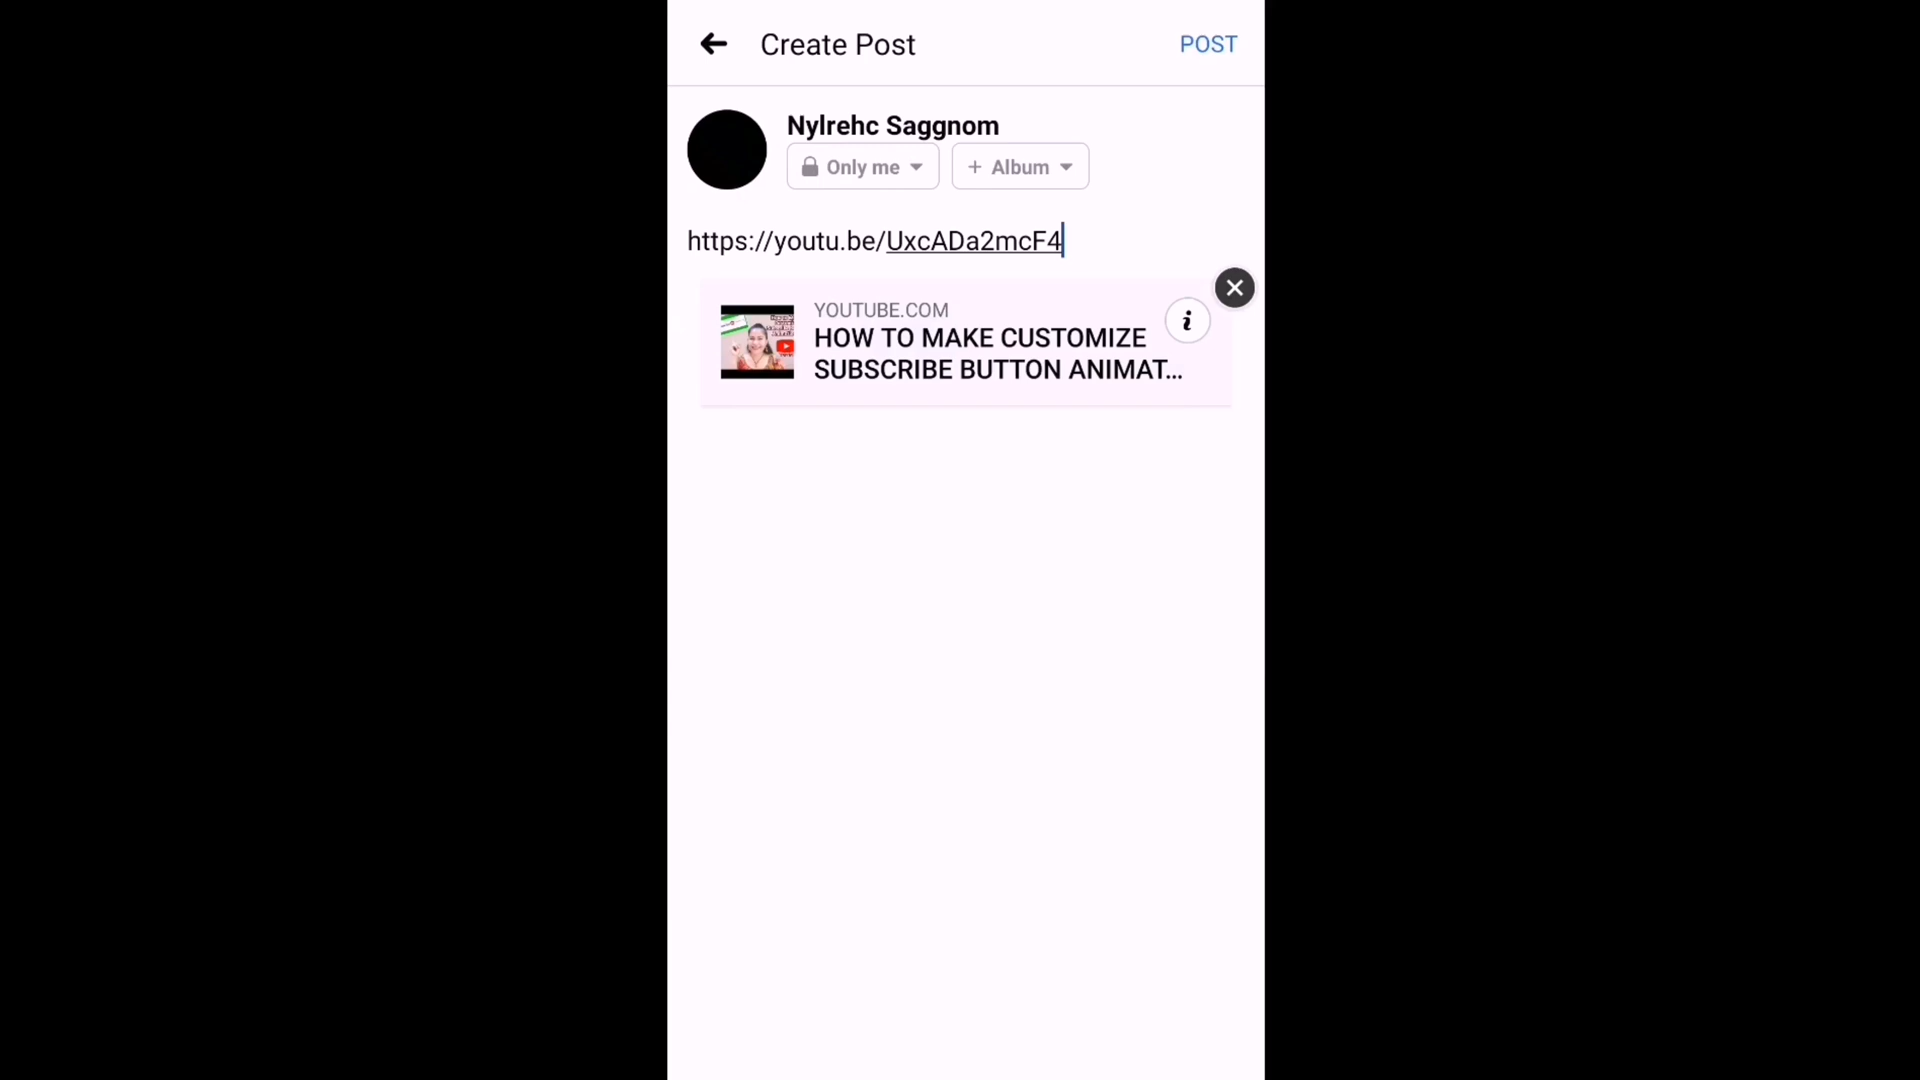 Create Post
POST
Nylrehc Saggnom
Only me
+ Album
https://youtu.be/UxcADa2mcF4
YOUTUBE.COM
i
HOW TO MAKE CUSTOMIZE
SUBSCRIBE BUTTON ANIMAT...